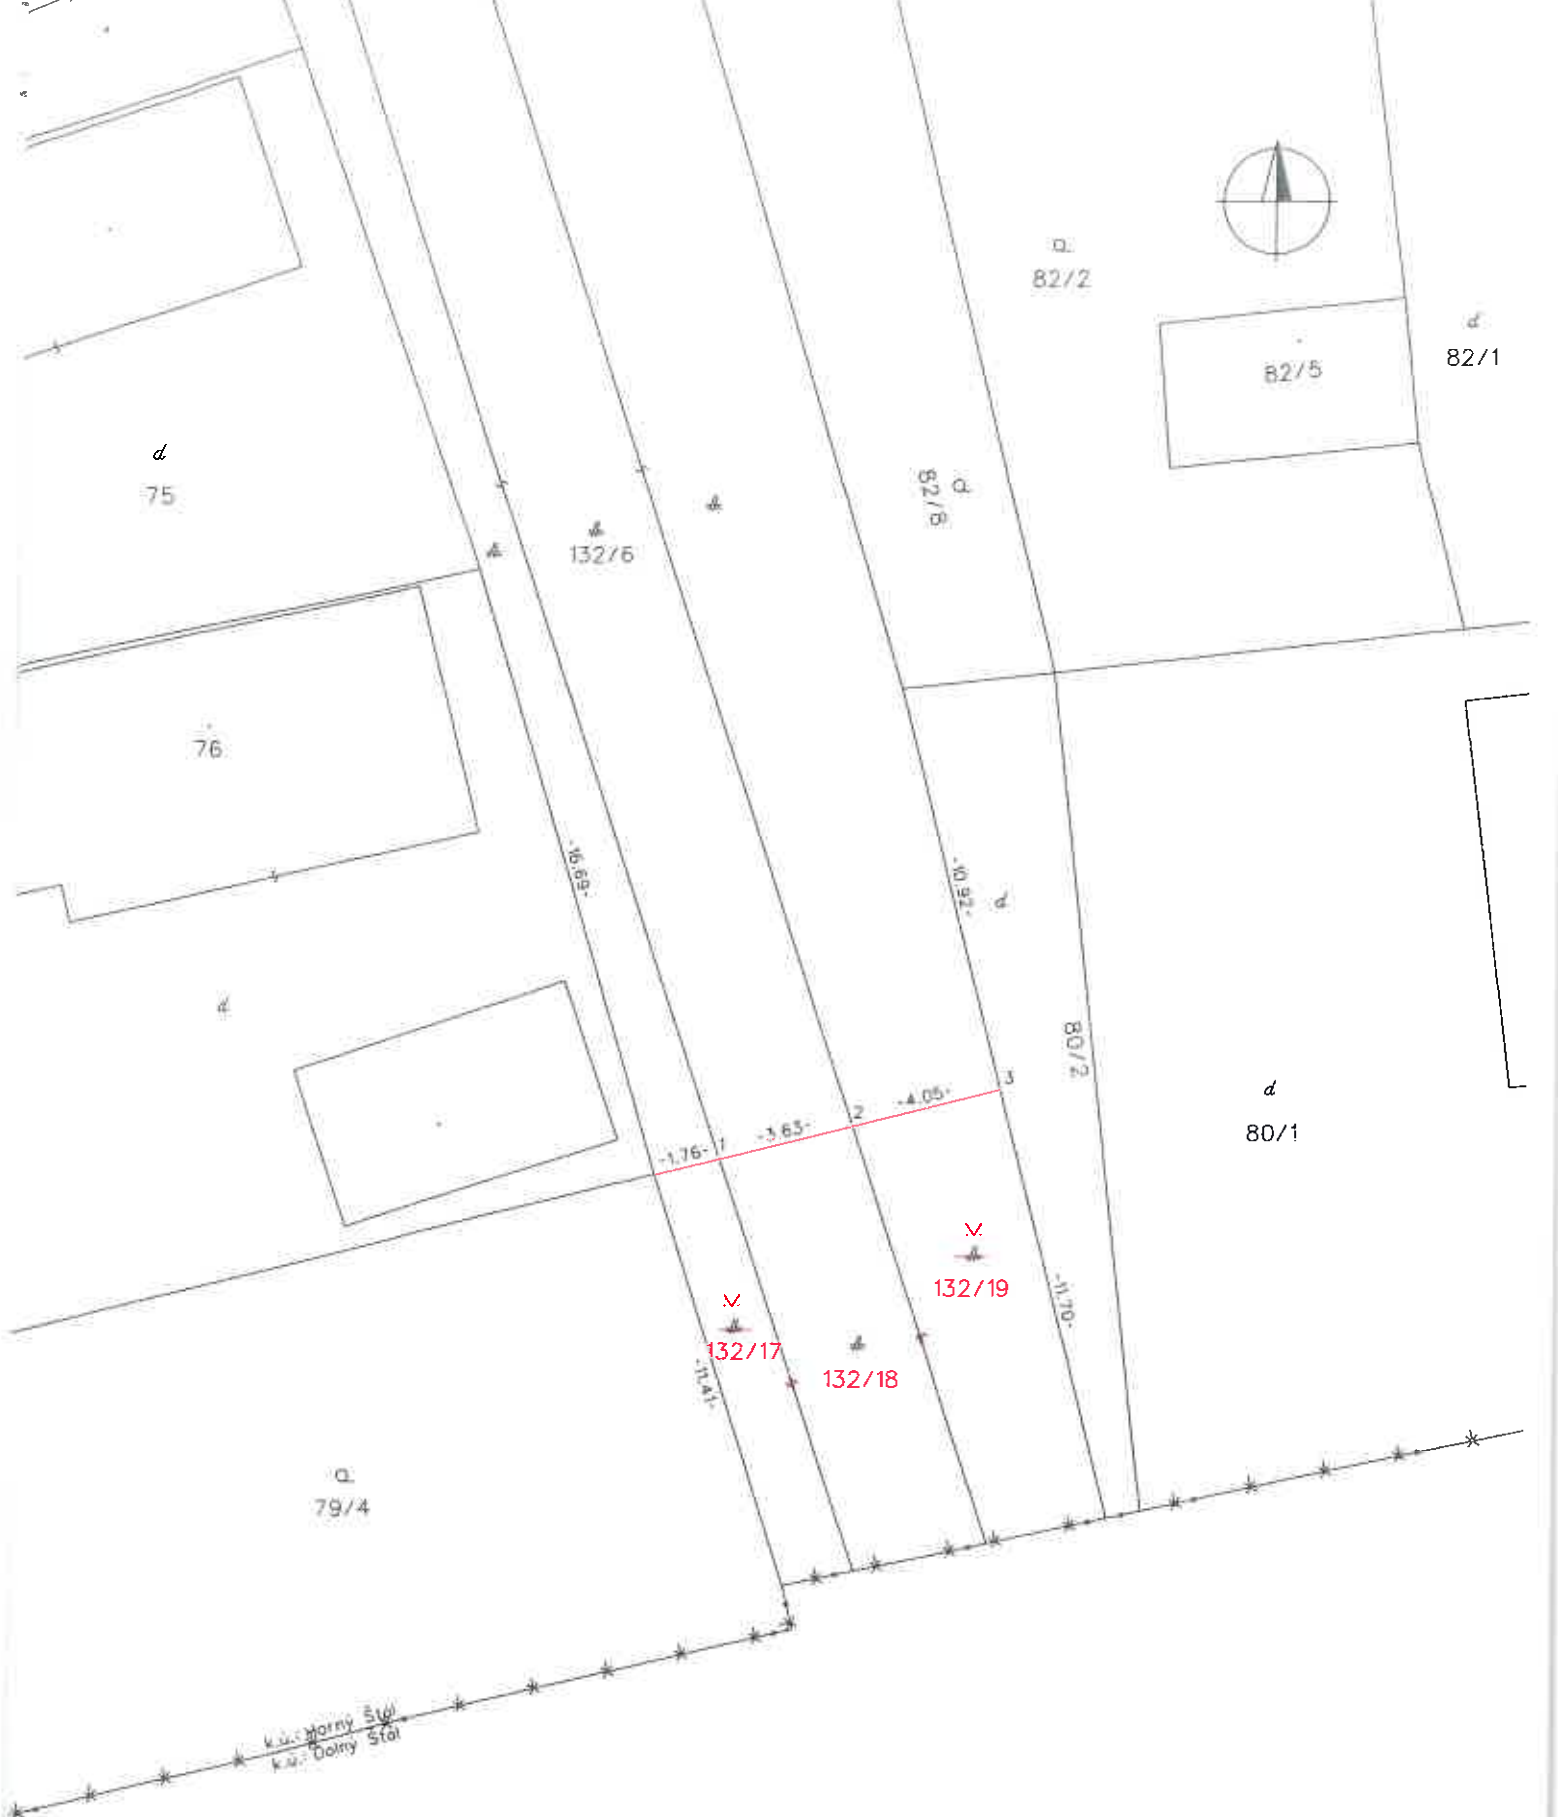 82/2
d
82/1
82/5
d
75
82/8
d
132/6
76
-16.69-
-10.92-
d
d
80/2
3
-4.05-
2
-3.63-
1
-1.76-
d
80/1
132/19
132/17
132/18
-11.70-
-11.41-
79/4
k.ú.: Horný Štál
k.ú.: Dolný Štál